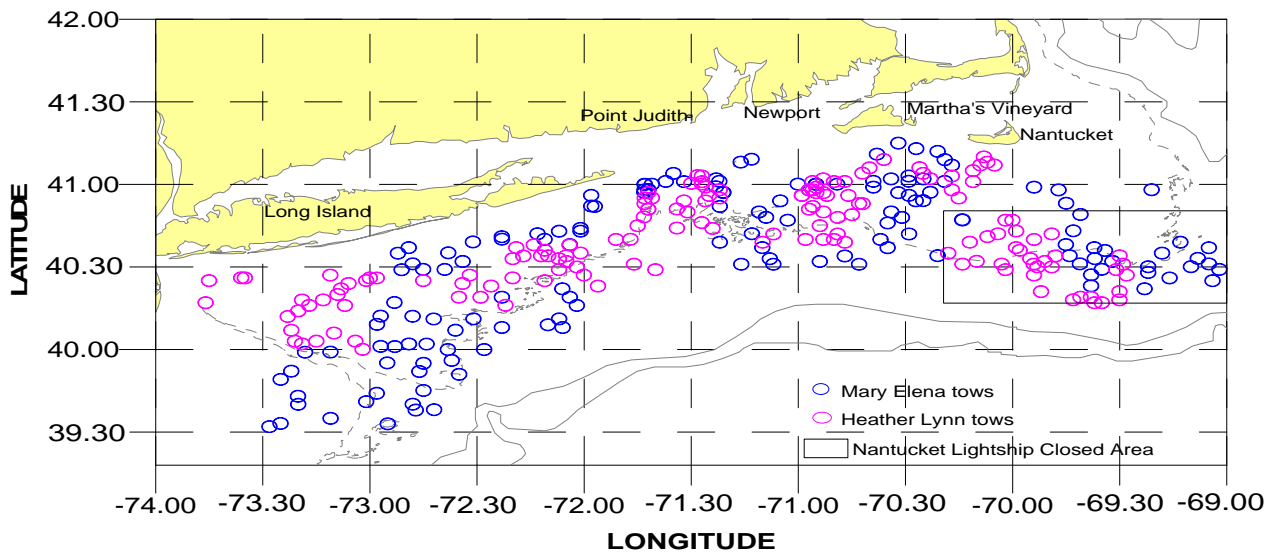 42.00
41.30
41.00
40.30
40.00
39.30
LATITUDE
Point Judith
Newport
Martha's Vineyard
Nantucket
Long Island
Mary Elena tows
Heather Lynn tows
Nantucket Lightship Closed Area
-74.00 -73.30 -73.00 -72.30 -72.00 -71.30 -71.00 -70.30 -70.00 -69.30 -69.00
LONGITUDE